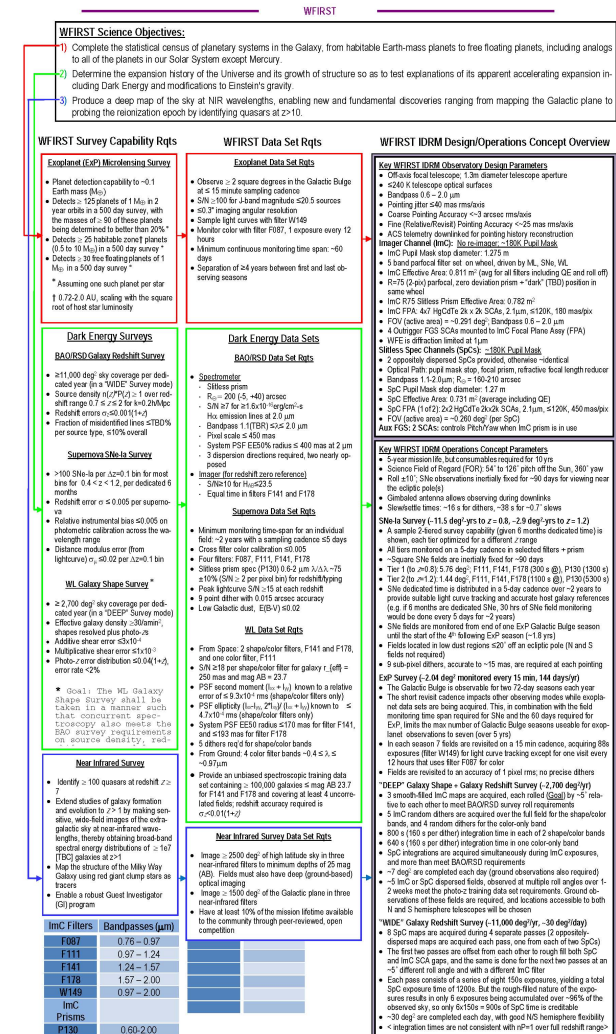 WFIRST
WFIRST Science Objectives:
1) Complete the statistical census of planetary systems in the Galaxy, from habitable Earth-mass planets to free floating planets, including analogs
to all of the planets in our Solar System except Mercury.
2) Determine the expansion history of the Universe and its growth of structure so as to test explanations of its apparent accelerating expansion in-
cluding Dark Energy and modifications to Einstein's gravity.
3) Produce a deep map of the sky at NIR wavelengths, enabling new and fundamental discoveries ranging from mapping the Galactic plane to
probing the reionization epoch by identifying quasars at z>10.
WFIRST Survey Capability Rqts
Exoplanet (ExP) Microlensing Survey
• Planet detection capability to ~0.1
Earth mass (M⊕)
• Detects ≥ 125 planets of 1 M⊕ in 2
year orbits in a 500 day survey, with
the masses of ≥ 90 of these planets
being determined to better than 20% *
• Detects ≥ 25 habitable zone† planets
(0.5 to 10 M⊕) in a 500 day survey *
• Detects ≥ 30 free floating planets of 1
M⊕ in a 500 day survey *
* Assuming one such planet per star
† 0.72-2.0 AU, scaling with the square
root of host star luminosity
Dark Energy Surveys
BAO/RSD Galaxy Redshift Survey
• ≥11,000 deg² sky coverage per dedi-
cated year (in a "WIDE" Survey mode)
• Source density n(z)*P(z) ≥ 1 over red-
shift range 0.7 ≤ z ≤ 2 for k=0.2h/Mpc
• Redshift errors σz≤0.001(1+z)
• Fraction of misidentified lines ≤TBD%
per source type, ≤10% overall
Supernova SNe-Ia Survey
• >100 SNe-Ia per Δz=0.1 bin for most
bins for 0.4 < z < 1.2, per dedicated 6
months
• Redshift error σ ≤ 0.005 per superno-
va
• Relative instrumental bias ≤0.005 on
photometric calibration across the wa-
velength range
• Distance modulus error (from
lightcurves) σμ ≤0.02 per Δz=0.1 bin
WL Galaxy Shape Survey *
• ≥ 2,700 deg² sky coverage per dedi-
cated year (in a "DEEP" Survey mode)
• Effective galaxy density ≥30/amin²,
shapes resolved plus photo-zs
• Additive shear error ≤3x10⁻⁴
• Multiplicative shear error ≤1x10⁻³
• Photo-z error distribution ≤0.04(1+z),
error rate <2%
* Goal: The WL Galaxy
Shape Survey shall be
taken in a manner such
that concurrent spec-
troscopy also meets the
BAO survey requirements
on source density, red-
Near Infrared Survey
• Identify ≥ 100 quasars at redshift z ≥
7
• Extend studies of galaxy formation
and evolution to z > 1 by making sen-
sitive, wide-field images of the extra-
galactic sky at near-infrared wave-
lengths, thereby obtaining broad-band
spectral energy distributions of ≥ 1e7
[TBC] galaxies at z>1
• Map the structure of the Milky Way
Galaxy using red giant clump stars as
tracers
• Enable a robust Guest Investigator
(GI) program
ImC Filters Bandpasses (μm)
F087 0.76 – 0.97
F111 0.97 – 1.24
F141 1.24 – 1.57
F178 1.57 – 2.00
W149 0.97 – 2.00
ImC
Prisms
P130 0.60-2.00
WFIRST Data Set Rqts
Exoplanet Data Set Rqts
• Observe ≥ 2 square degrees in the Galactic Bulge
at ≤ 15 minute sampling cadence
• S/N ≥100 for J-band magnitude ≤20.5 sources
• ≤0.3" imaging angular resolution
• Sample light curves with filter W149
• Monitor color with filter F087, 1 exposure every 12
hours
• Minimum continuous monitoring time span: ~60
days
• Separation of ≥4 years between first and last ob-
serving seasons
Dark Energy Data Sets
BAO/RSD Data Set Rqts
• Spectrometer
- Slitless prism
- RΘ= 200 (-5, +40) arcsec
- S/N ≥7 for ≥1.6x10⁻¹⁶erg/cm²-s
Hα emission lines at 2.0 μm
- Bandpass 1.1(TBR) ≤λ≤ 2.0 μm
- Pixel scale ≤ 450 mas
- System PSF EE50% radius ≤ 400 mas at 2 μm
- 3 dispersion directions required, two nearly op-
posed
• Imager (for redshift zero reference)
- S/N≥10 for HAB≤23.5
- Equal time in filters F141 and F178
Supernova Data Set Rqts
• Minimum monitoring time-span for an individual
field: ~2 years with a sampling cadence ≤5 days
• Cross filter color calibration ≤0.005
• Four filters: F087, F111, F141, F178
• Slitless prism spec (P130) 0.6-2 μm λ/Δλ ~75
±10% (S/N ≥ 2 per pixel bin) for redshift/typing
• Peak lightcurve S/N ≥15 at each redshift
• 9 point dither with 0.015 arcsec accuracy
• Low Galactic dust, E(B-V) ≤0.02
WL Data Set Rqts
• From Space: 2 shape/color filters, F141 and F178,
and one color filter, F111
• S/N ≥18 per shape/color filter for galaxy r_{eff} =
250 mas and mag AB = 23.7
• PSF second moment (Ixx + Iyy) known to a relative
error of ≤ 9.3x10⁻⁴ rms (shape/color filters only)
• PSF ellipticity (Ixx-Iyy, 2*Ixy)/ (Ixx + Iyy) known to ≤
4.7x10⁻⁴ rms (shape/color filters only)
• System PSF EE50 radius ≤170 mas for filter F141,
and ≤193 mas for filter F178
• 5 dithers req'd for shape/color bands
• From Ground: 4 color filter bands ~0.4 ≤ λ ≤
~0.97μm
• Provide an unbiased spectroscopic training data
set containing ≥ 100,000 galaxies ≤ mag AB 23.7
for F141 and F178 and covering at least 4 uncorre-
lated fields; redshift accuracy required is
σz<0.01(1+z)
Near Infrared Survey Data Set Rqts
• Image ≥2500 deg² of high latitude sky in three
near-infrared filters to minimum depths of 25 mag
(AB). Fields must also have deep (ground-based)
optical imaging
• Image ≥ 1500 deg² of the Galactic plane in three
near-infrared filters
• Have at least 10% of the mission lifetime available
to the community through peer-reviewed, open
competition
WFIRST IDRM Design/Operations Concept Overview
Key WFIRST IDRM Observatory Design Parameters
• Off-axis focal telescope; 1.3m diameter telescope aperture
• ≤240 K telescope optical surfaces
• Bandpass 0.6 – 2.0 μm
• Pointing jitter ≤40 mas rms/axis
• Coarse Pointing Accuracy <~3 arcsec rms/axis
• Fine (Relative/Revisit) Pointing Accuracy <~25 mas rms/axis
• ACS telemetry downlinked for pointing history reconstruction
Imager Channel (ImC): No re-imager: ~180K Pupil Mask
• ImC Pupil Mask diameter: 1.275 m
• 5 band parfocal filter set on wheel, driven by ML, SNe, WL
• ImC Effective Area: 0.811 m² (avg for all filters including QE and roll off)
• R=75 (2-pix) parfocal, zero deviation prism + "dark" (TBD) position in
same wheel
• ImC R75 Slitless Prism Effective Area: 0.782 m²
• ImC FPA: 4x7 HgCdTe 2k x 2k SCAs, 2.1μm, ≤120K, 180 mas/pix
• FOV (active area) = ~0.291 deg²; Bandpass 0.6 – 2.0 μm
• 4 Outrigger FGS SCAs mounted to ImC Focal Plane Assy (FPA)
• WFE is diffraction limited at 1μm
Slitless Spec Channels (SpCs): ~180K Pupil Mask
• 2 oppositely dispersed SpCs provided, otherwise ~identical
• Optical Path: pupil mask stop, focal prism, refractive focal length reducer
• Bandpass 1.1-2.0μm; RΘ = 160-210 arcsec
• SpC Pupil Mask stop diameter: 1.27 m
• SpC Effective Area: 0.731 m² (average including QE)
• SpC FPA (1of2): 2x2 HgCdTe 2kx2k SCAs, 2.1μm, ≤120K, 450 mas/pix
• FOV (active area) = ~0.260 deg² (per SpC)
Aux FGS: 2 SCAs: controls Pitch/Yaw when ImC prism is in use
Key WFIRST IDRM Operations Concept Parameters
• 5-year mission life, but consumables required for 10 yrs
• Science Field of Regard (FOR): 54˚ to 126˚ pitch off the Sun, 360˚ yaw
• Roll ±10˚; SNe observations inertially fixed for ~90 days for viewing near
the ecliptic pole(s)
• Gimbaled antenna allows observing during downlinks
• Slew/settle times: ~16 s for dithers, ~38 s for ~0.7˚ slews
SNe-Ia Survey (~11.5 deg²-yrs to z = 0.8, ~2.9 deg²-yrs to z = 1.2)
• A sample 2-tiered survey capability (given 6 months dedicated time) is
shown, each tier optimized for a different z range
• All tiers monitored on a 5-day cadence in selected filters + prism
• ~Square SNe fields are inertially fixed for ~90 days
• Tier 1 (to z=0.8): 5.76 deg²; F111, F141, F178 (300 s @), P130 (1300 s)
• Tier 2 (to z=1.2): 1.44 deg², F111, F141, F178 (1100 s @), P130 (5300 s)
• SNe dedicated time is distributed in a 5-day cadence over ~2 years to
provide suitable light curve tracking and accurate host galaxy references
(e.g. if 6 months are dedicated SNe, 30 hrs of SNe field monitoring
would be done every 5 days for ~2 years)
• SNe fields are monitored from end of one ExP Galactic Bulge season
until the start of the 4th following ExP season (~1.8 yrs)
• Fields located in low dust regions ≤20˚ off an ecliptic pole (N and S
fields not required)
• 9 sub-pixel dithers, accurate to ~15 mas, are required at each pointing
ExP Survey (~2.04 deg² monitored every 15 min, 144 days/yr)
• The Galactic Bulge is observable for two 72-day seasons each year
• The short revisit cadence impacts other observing modes while exopla-
net data are being acquired. This, in combination with the field
monitoring time span required for SNe and the 60 days required for
ExP, limits the max number of Galactic Bulge seasons useable for exop-
lanet observations to seven (over 5 yrs)
• In each season 7 fields are revisited on a 15 min cadence, acquiring 88s
exposures (filter W149) for light curve tracking except for one visit every
12 hours that uses filter F087 for color
• Fields are revisited to an accuracy of 1 pixel rms; no precise dithers
"DEEP" Galaxy Shape + Galaxy Redshift Survey (~2,700 deg²/yr)
• 3 smooth-filled ImC maps are acquired, each rolled (Goal) by ~5˚ rela-
tive to each other to meet BAO/RSD survey roll requirements
• 5 ImC random dithers are acquired over the full field for the shape/color
bands, and 4 random dithers for the color-only band
• 800 s (160 s per dither) integration time in each of 2 shape/color bands
• 640 s (160 s per dither) integration time in one color-only band
• SpC integrations are acquired simultaneously during ImC exposures,
and more than meet BAO/RSD requirements
• ~7 deg² are completed each day (ground observations also required)
• ~5 ImC or SpC dispersed fields, observed at multiple roll angles over 1-
2 weeks meet the photo-z training data set requirements. Ground ob-
servations of these fields are required, and locations accessible to both
N and S hemisphere telescopes will be chosen
"WIDE" Galaxy Redshift Survey (~11,000 deg²/yr, ~30 deg²/day)
• 8 SpC maps are acquired during 4 separate passes (2 oppositely-
dispersed maps are acquired each pass, one from each of two SpCs)
• The first two passes are offset from each other to rough fill both SpC
and ImC SCA gaps, and the same is done for the next two passes at an
~5˚ different roll angle and with a different ImC filter
• Each pass consists of a series of eight 150s exposures, yielding a total
SpC exposure time of 1200s. But the rough-filled nature of the expo-
sures results in only 6 exposures being accumulated over ~96% of the
observed sky, so only 6x150s = 900s of SpC time is creditable
• ~30 deg² are completed each day, with good N/S hemisphere flexibility
• < integration times are not consistent with nP=1 over full redshift range>